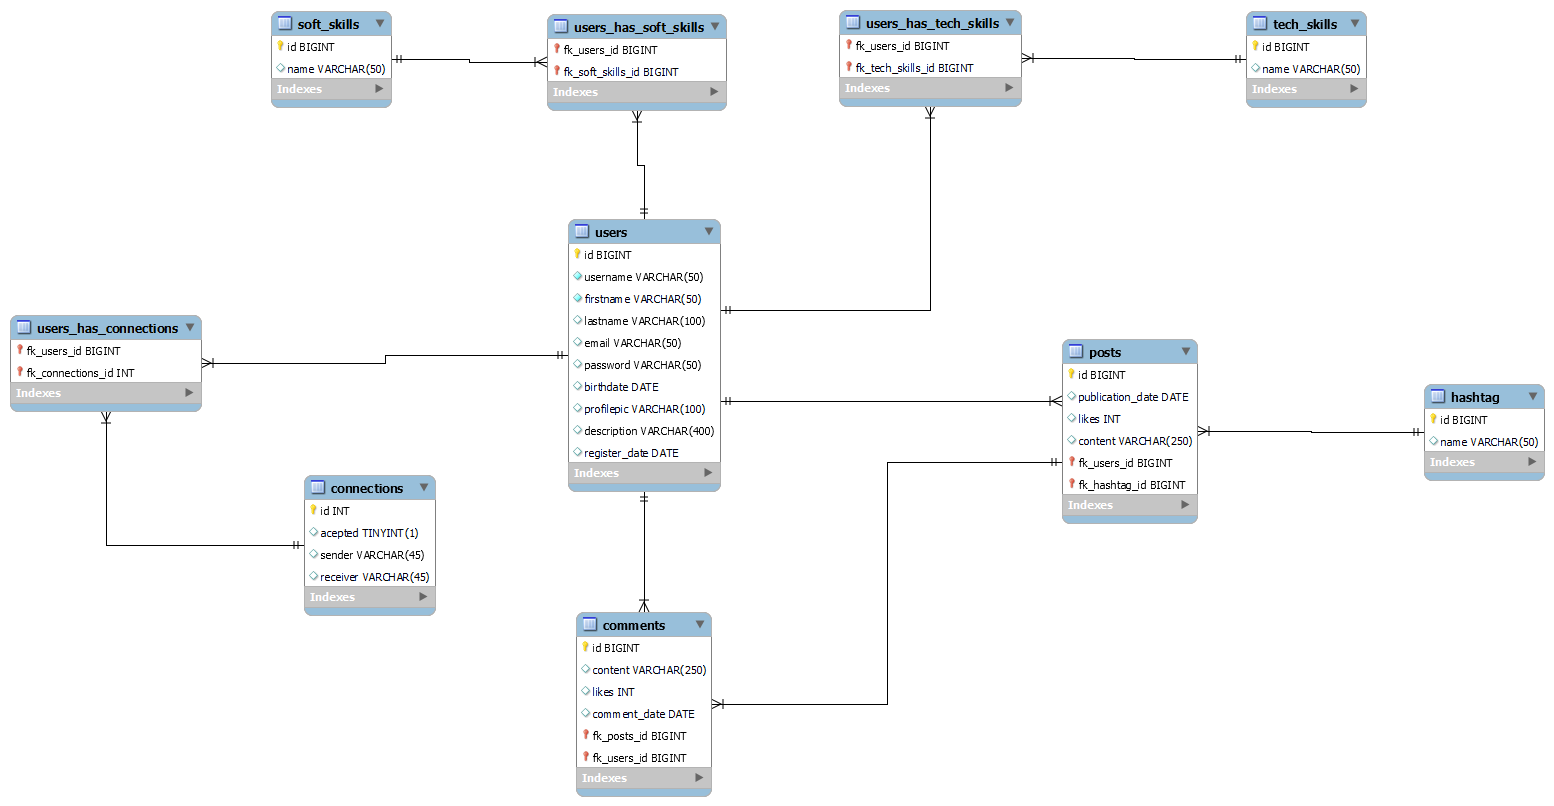 soft_skills
id BIGINT
name VARCHAR(50)
Indexes
users_has_soft_skills
fk_users_id BIGINT
fk_soft_skills_id BIGINT
Indexes
users_has_tech_skills
fk_users_id BIGINT
fk_tech_skills_id BIGINT
Indexes
tech_skills
id BIGINT
name VARCHAR(50)
Indexes
users
id BIGINT
username VARCHAR(50)
firstname VARCHAR(50)
lastname VARCHAR(100)
email VARCHAR(50)
password VARCHAR(50)
birthdate DATE
profilepic VARCHAR(100)
description VARCHAR(400)
register_date DATE
Indexes
users_has_connections
fk_users_id BIGINT
fk_connections_id INT
Indexes
posts
id BIGINT
publication_date DATE
likes INT
content VARCHAR(250)
fk_users_id BIGINT
fk_hashtag_id BIGINT
Indexes
hashtag
id BIGINT
name VARCHAR(50)
Indexes
connections
id INT
acepted TINYINT(1)
sender VARCHAR(45)
receiver VARCHAR(45)
Indexes
comments
id BIGINT
content VARCHAR(250)
likes INT
comment_date DATE
fk_posts_id BIGINT
fk_users_id BIGINT
Indexes